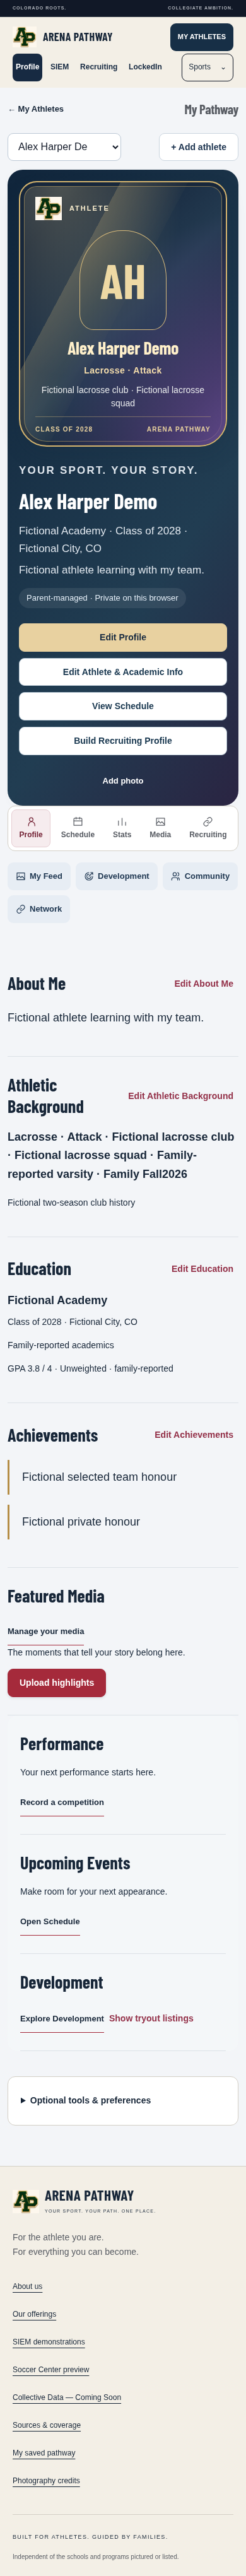 COLORADO ROOTS.
COLLEGIATE AMBITION.
AP
ARENA PATHWAY
MY ATHLETES
Profile
SIEM
Recruiting
LockedIn
Sports
← My Athletes
My Pathway
Alex Harper De
+ Add athlete
AP
ATHLETE
AH
Alex Harper Demo
Lacrosse · Attack
Fictional lacrosse club · Fictional lacrosse
squad
CLASS OF 2028
ARENA PATHWAY
YOUR SPORT. YOUR STORY.
Alex Harper Demo
Fictional Academy · Class of 2028 ·
Fictional City, CO
Fictional athlete learning with my team.
Parent-managed · Private on this browser
Edit Profile
Edit Athlete & Academic Info
View Schedule
Build Recruiting Profile
Add photo
Profile
Schedule
Stats
Media
Recruiting
My Feed
Development
Community
Network
About Me
Edit About Me
Fictional athlete learning with my team.
Athletic
Background
Edit Athletic Background
Lacrosse · Attack · Fictional lacrosse club
· Fictional lacrosse squad · Family-
reported varsity · Family Fall2026
Fictional two-season club history
Education
Edit Education
Fictional Academy
Class of 2028 · Fictional City, CO
Family-reported academics
GPA 3.8 / 4 · Unweighted · family-reported
Achievements
Edit Achievements
Fictional selected team honour
Fictional private honour
Featured Media
Manage your media
The moments that tell your story belong here.
Upload highlights
Performance
Your next performance starts here.
Record a competition
Upcoming Events
Make room for your next appearance.
Open Schedule
Development
Explore Development
Show tryout listings
▶ Optional tools & preferences
AP
ARENA PATHWAY
YOUR SPORT. YOUR PATH. ONE PLACE.
For the athlete you are.
For everything you can become.
About us
Our offerings
SIEM demonstrations
Soccer Center preview
Collective Data — Coming Soon
Sources & coverage
My saved pathway
Photography credits
BUILT FOR ATHLETES. GUIDED BY FAMILIES.
Independent of the schools and programs pictured or listed.